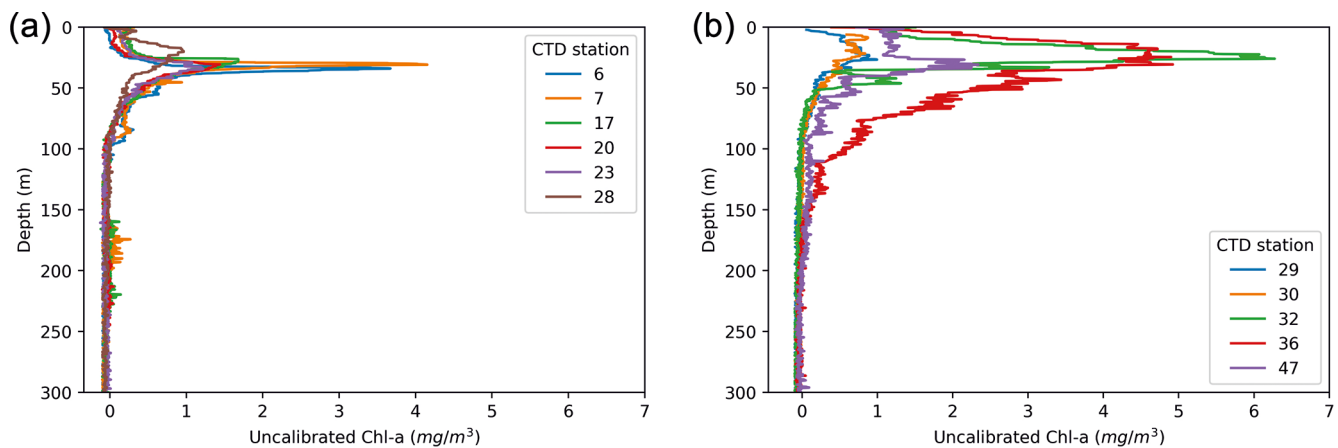 (a)
0
50
100
150
200
250
300
Depth (m)
0 1 2 3 4 5 6 7
Uncalibrated Chl-a (mg/m³)
CTD station
6
7
17
20
23
28
(b)
0
50
100
150
200
250
300
Depth (m)
0 1 2 3 4 5 6 7
Uncalibrated Chl-a (mg/m³)
CTD station
29
30
32
36
47